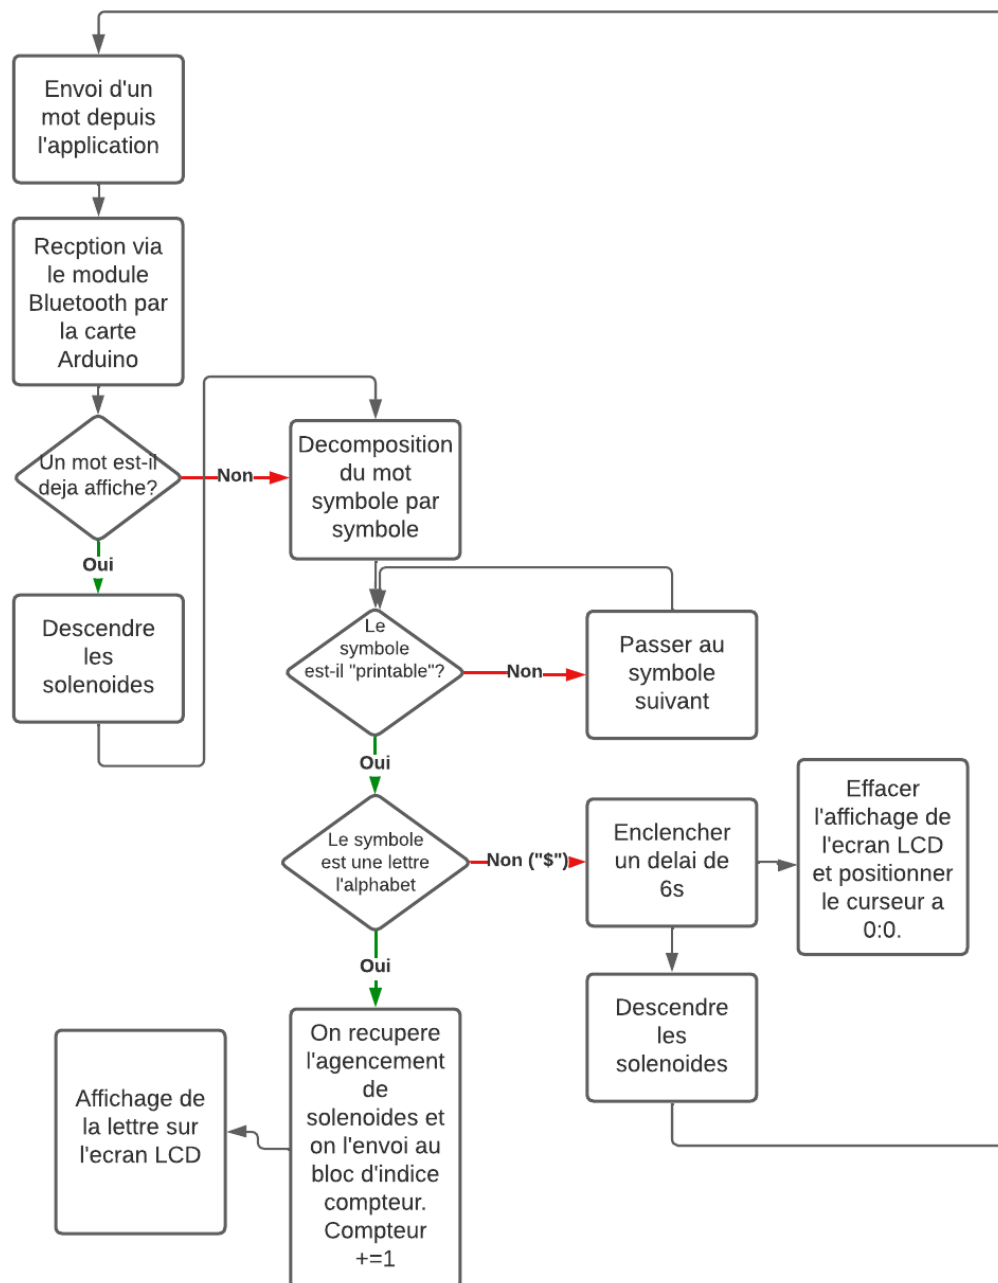 Envoi d'un
mot depuis
l'application
Recption via
le module
Bluetooth par
la carte
Arduino
Un mot est-il
deja affiche?
Non
Oui
Descendre
les
solenoides
Decomposition
du mot
symbole par
symbole
Le
symbole
est-il "printable"?
Non
Passer au
symbole
suivant
Oui
Le symbole
est une lettre
l'alphabet
Non ("$")
Enclencher
un delai de
6s
Effacer
l'affichage de
l'ecran LCD
et positionner
le curseur a
0:0.
Descendre
les
solenoides
Oui
On recupere
l'agencement
de
solenoides et
on l'envoi au
bloc d'indice
compteur.
Compteur
+=1
Affichage de
la lettre sur
l'ecran LCD